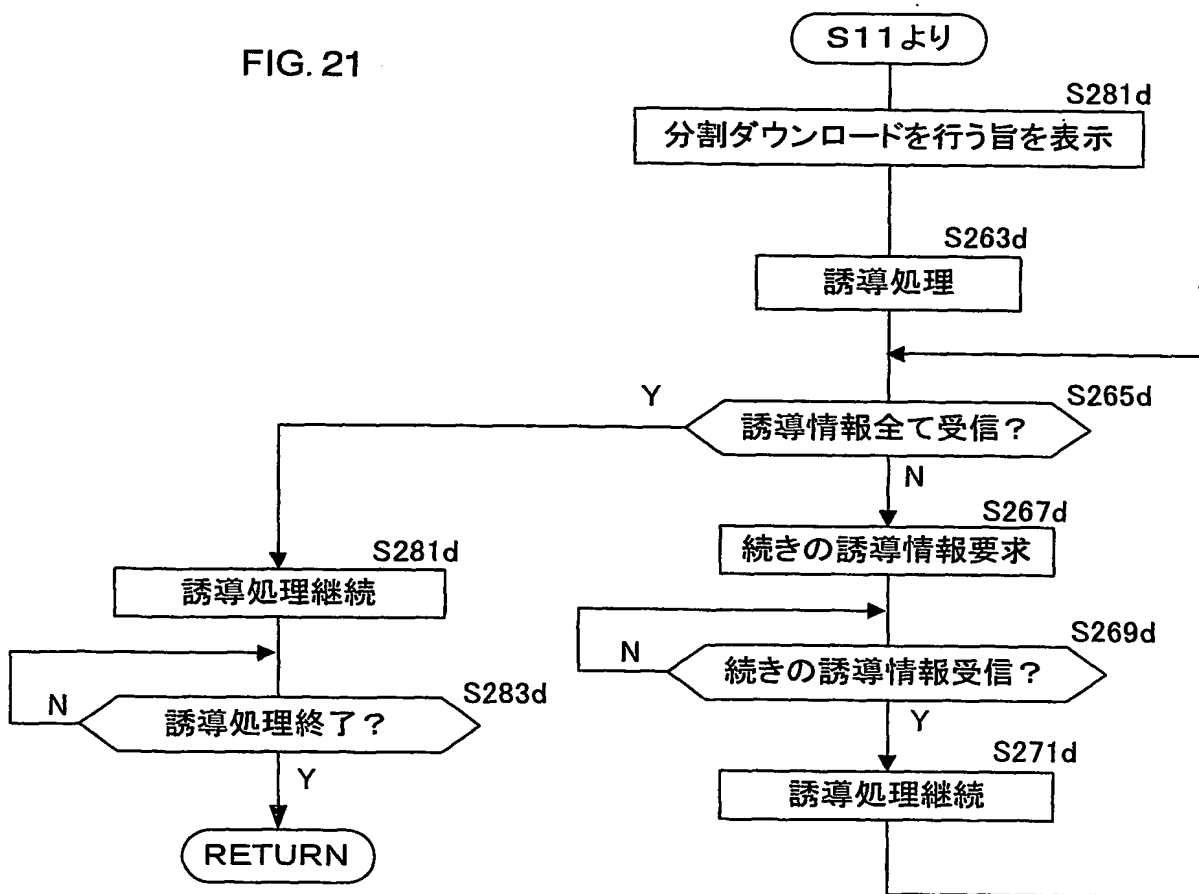 FIG. 21
S11より
S281d
分割ダウンロードを行う旨を表示
S263d
誘導処理
S265d
Y
誘導情報全て受信?
N
S267d
続きの誘導情報要求
S281d
誘導処理継続
S269d
N
続きの誘導情報受信?
Y
S283d
N
誘導処理終了?
Y
S271d
誘導処理継続
RETURN